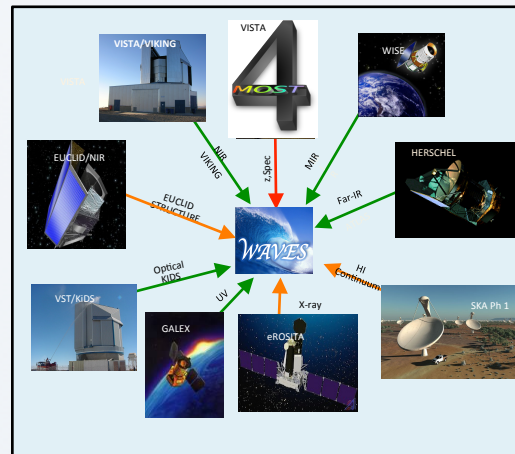 VISTA/VIKING
VISTA
4
MOST
WISE
NIR
VIKING
z,Spec
MIR
EUCLID/NIR
HERSCHEL
EUCLID
STRUCTURE
Far-IR
WAVES
Optical
KIDS
HI
Continuum
VST/KiDS
UV
X-ray
SKA Ph 1
GALEX
eROSITA